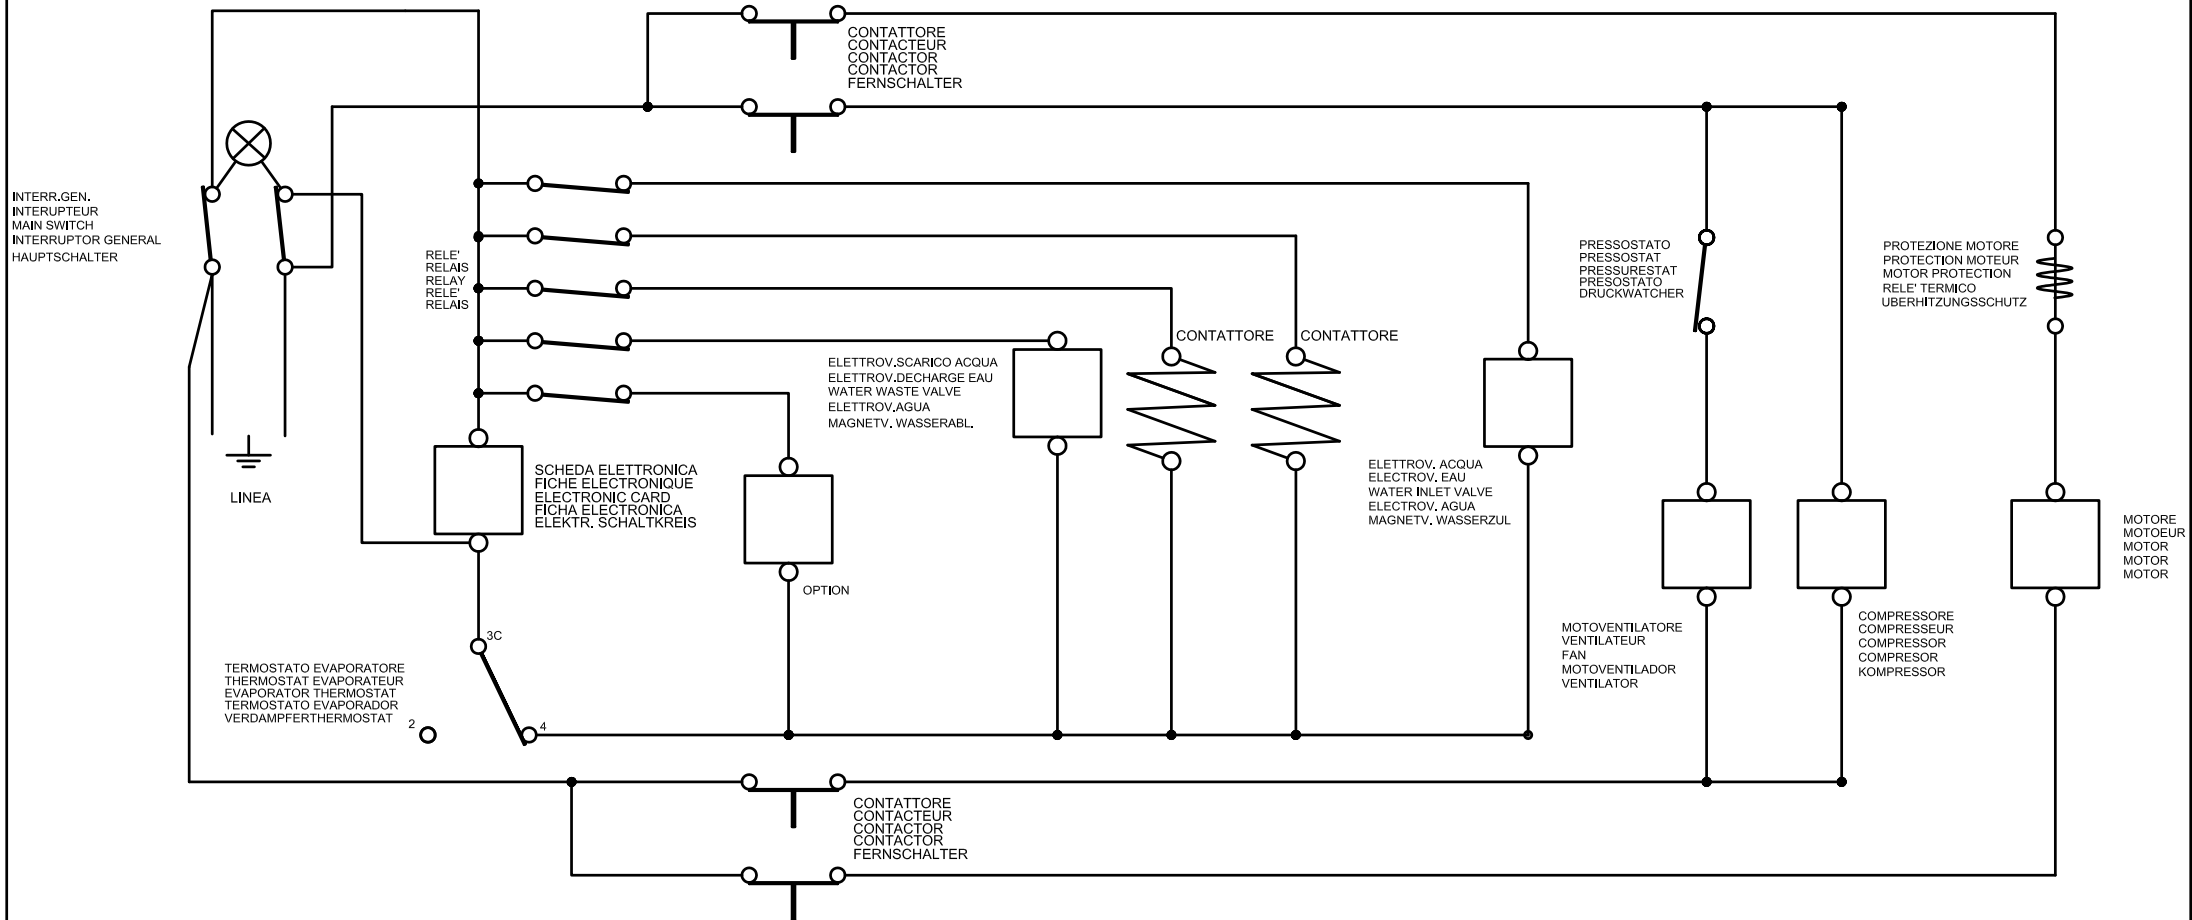 CONTATTORE
CONTACTEUR
CONTACTOR
CONTACTOR
FERNSCHALTER
INTERR.GEN.
INTERUPTEUR
MAIN SWITCH
INTERRUPTOR GENERAL
HAUPTSCHALTER
RELE'
RELAIS
RELAY
RELE'
RELAIS
PRESSOSTATO
PRESSOSTAT
PRESSURESTAT
PRESOSTATO
DRUCKWATCHER
PROTEZIONE MOTORE
PROTECTION MOTEUR
MOTOR PROTECTION
RELE' TERMICO
UBERHITZUNGSSCHUTZ
CONTATTORE
CONTATTORE
ELETTROV.SCARICO ACQUA
ELETTROV.DECHARGE EAU
WATER WASTE VALVE
ELETTROV.AGUA
MAGNETV. WASSERABL.
LINEA
SCHEDA ELETTRONICA
FICHE ELECTRONIQUE
ELECTRONIC CARD
FICHA ELECTRONICA
ELEKTR. SCHALTKREIS
ELETTROV. ACQUA
ELECTROV. EAU
WATER INLET VALVE
ELECTROV. AGUA
MAGNETV. WASSERZUL
MOTORE
MOTOEUR
MOTOR
MOTOR
MOTOR
OPTION
MOTOVENTILATORE
VENTILATEUR
FAN
MOTOVENTILADOR
VENTILATOR
COMPRESSORE
COMPRESSEUR
COMPRESSOR
COMPRESOR
KOMPRESSOR
3C
TERMOSTATO EVAPORATORE
THERMOSTAT EVAPORATEUR
EVAPORATOR THERMOSTAT
TERMOSTATO EVAPORADOR
VERDAMPFERTHERMOSTAT
2
4
CONTATTORE
CONTACTEUR
CONTACTOR
CONTACTOR
FERNSCHALTER